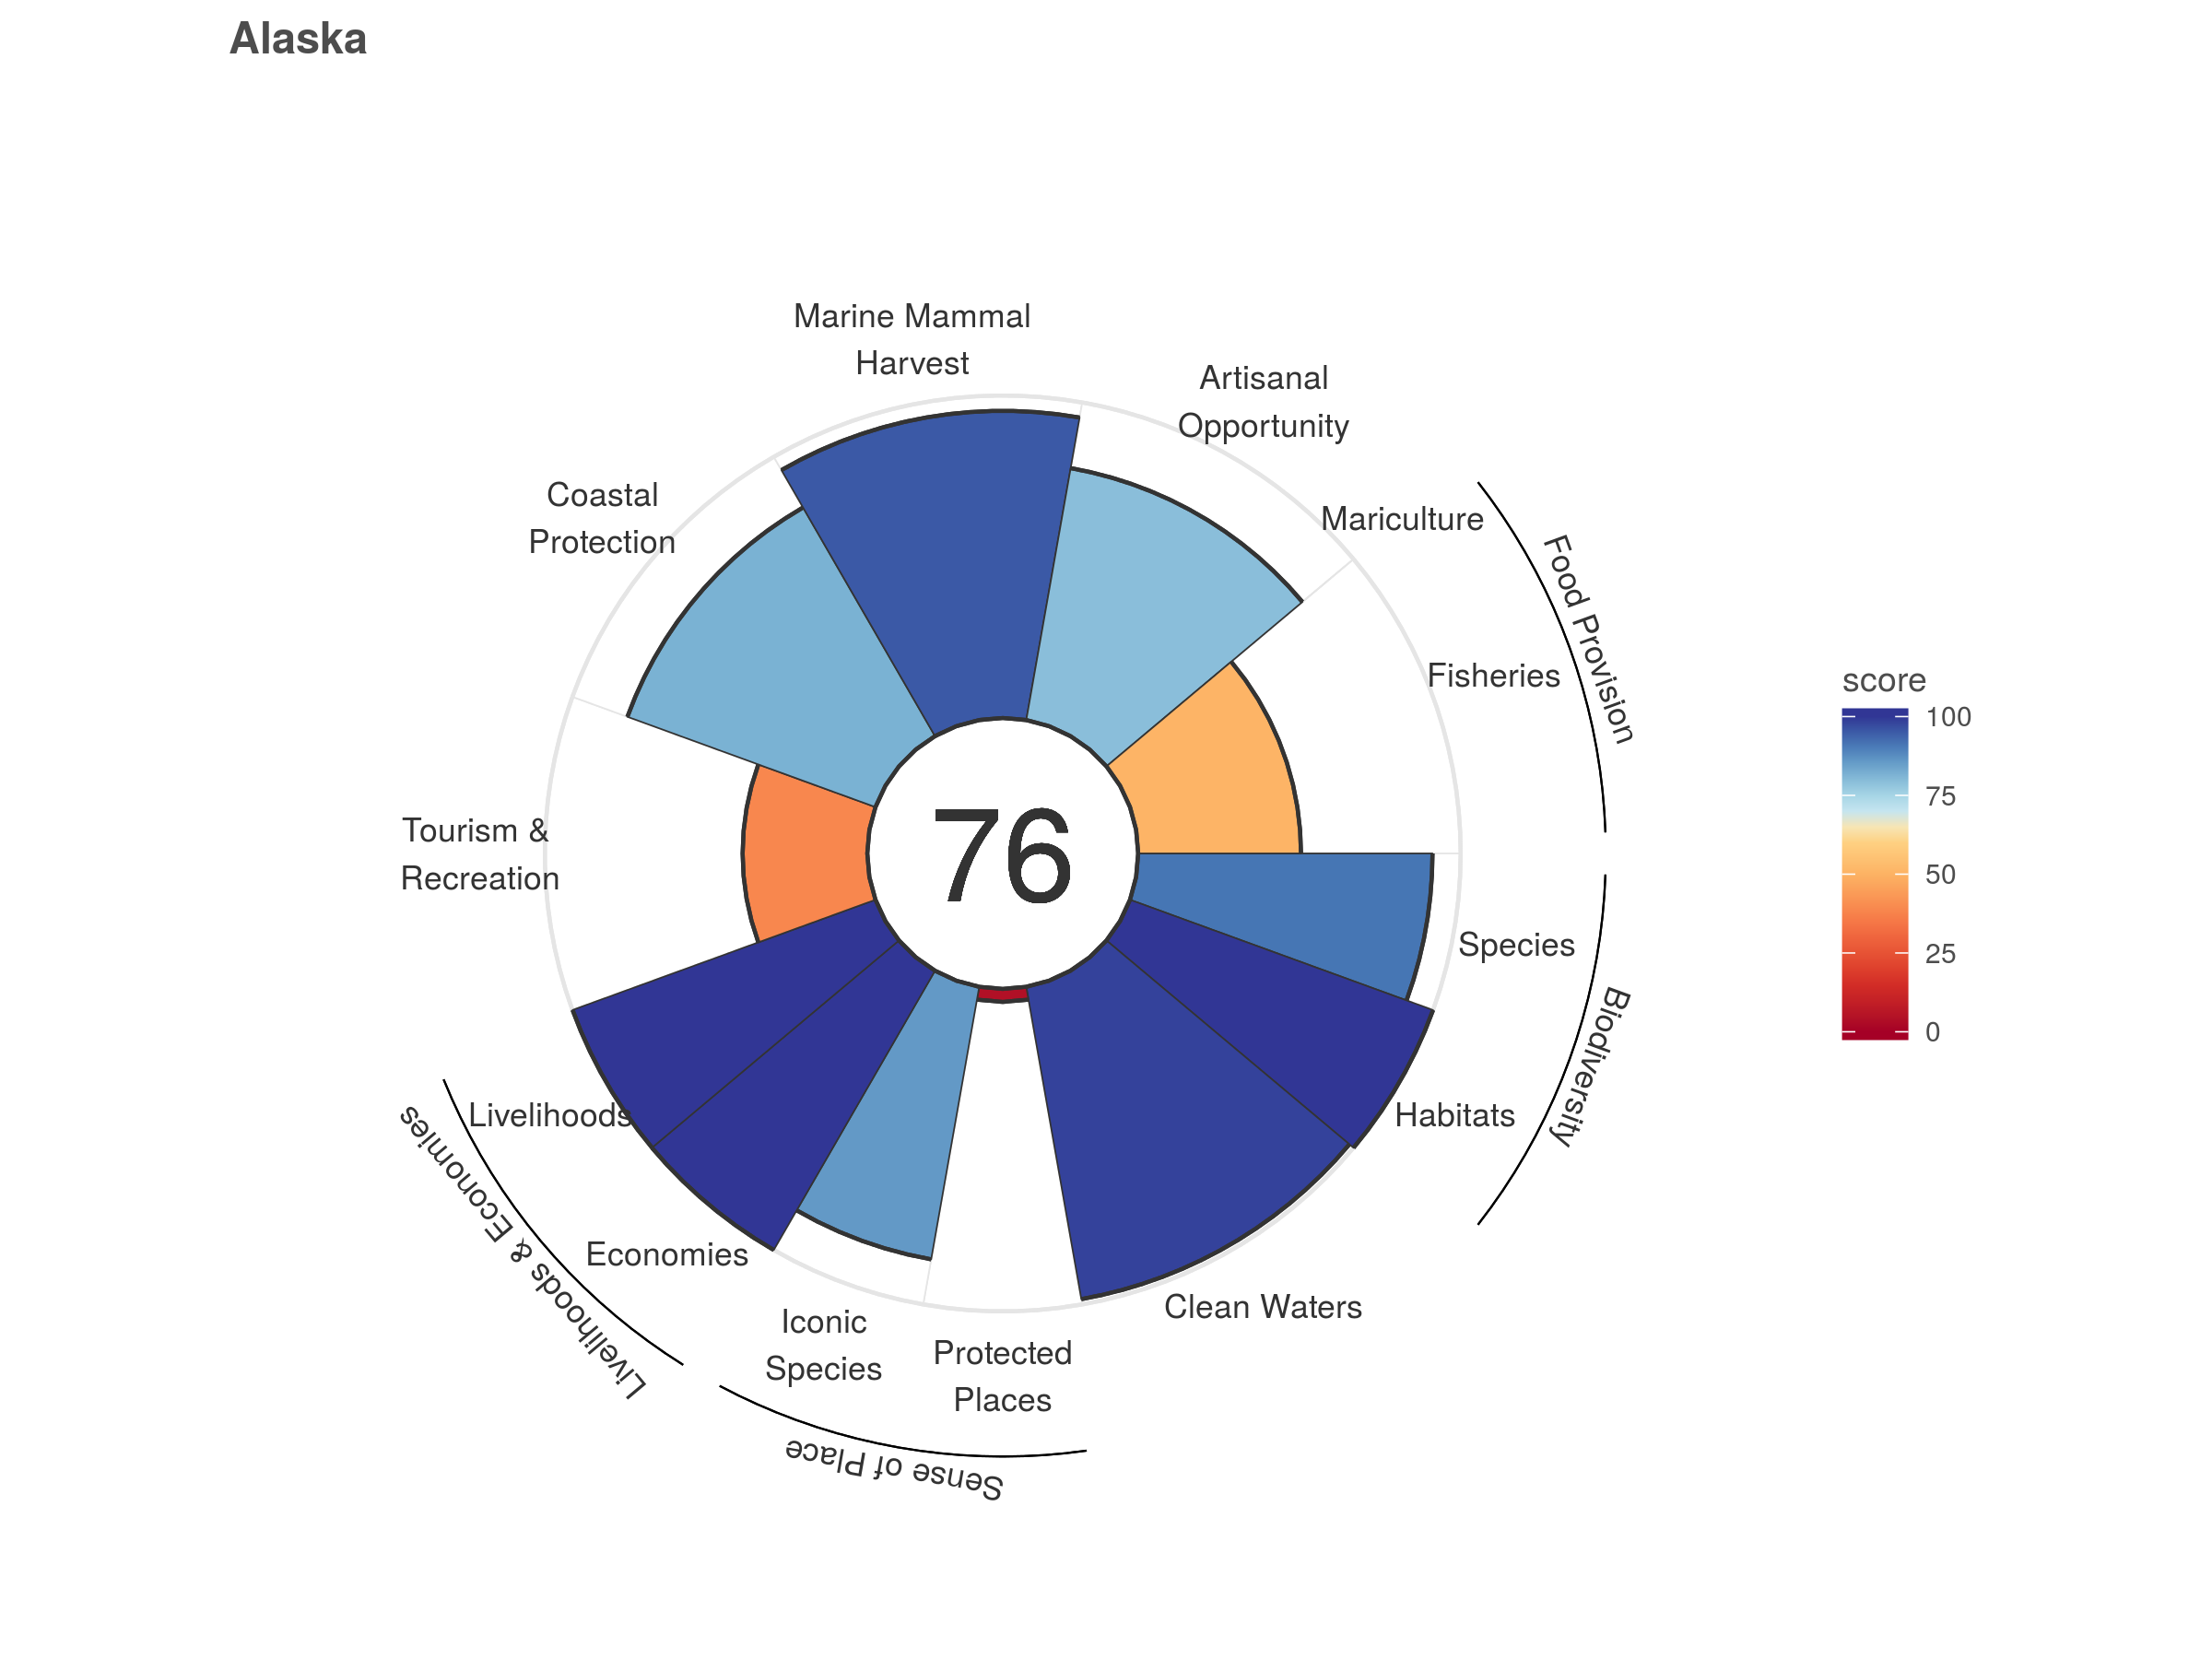 Alaska
Marine Mammal
Harvest
Artisanal
Opportunity
Coastal
Protection
Mariculture
Food Provision
Fisheries
score
100
75
50
25
0
76
Tourism &
Recreation
Species
Biodiversity
Habitats
Livelihoods
Livelihoods & Economies
Economies
Clean Waters
Iconic
Species
Protected
Places
Sense of Place